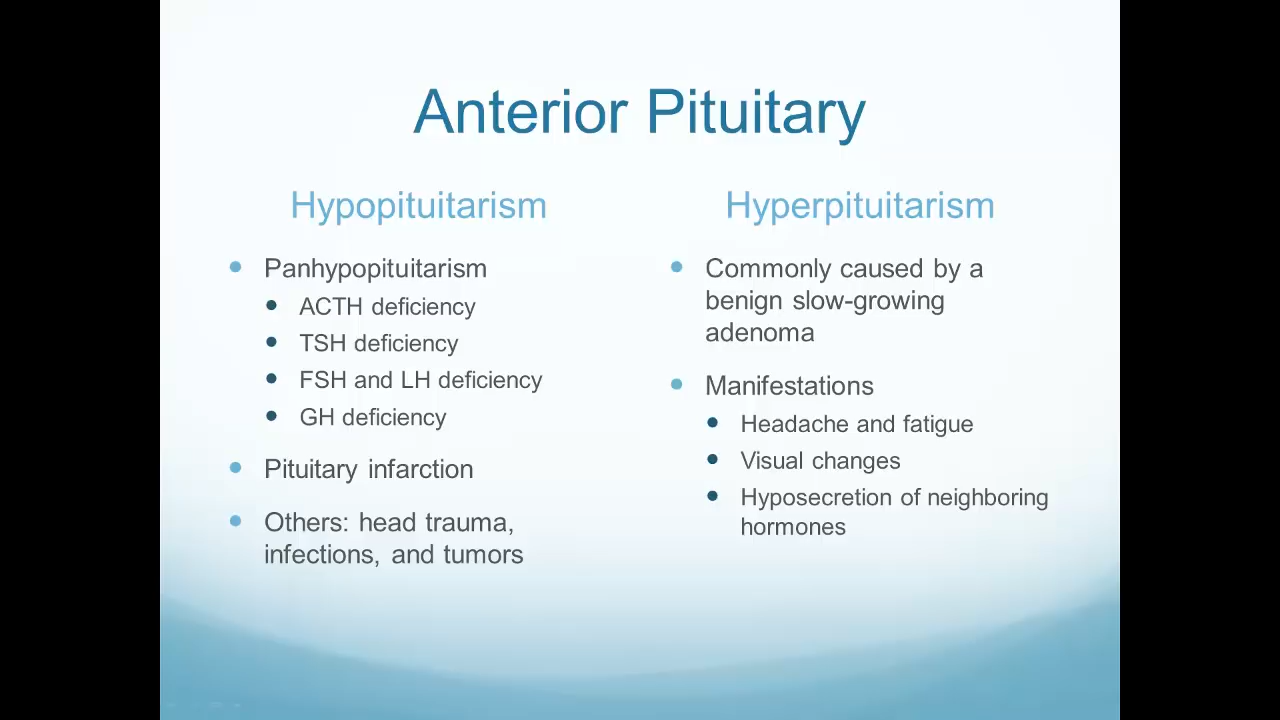 Anterior Pituitary
Hypopituitarism
Panhypopituitarism
ACTH deficiency
TSH deficiency
FSH and LH deficiency
GH deficiency
Pituitary infarction
Others: head trauma,
infections, and tumors
Hyperpituitarism
Commonly caused by a
benign slow-growing
adenoma
Manifestations
Headache and fatigue
Visual changes
Hyposecretion of neighboring
hormones